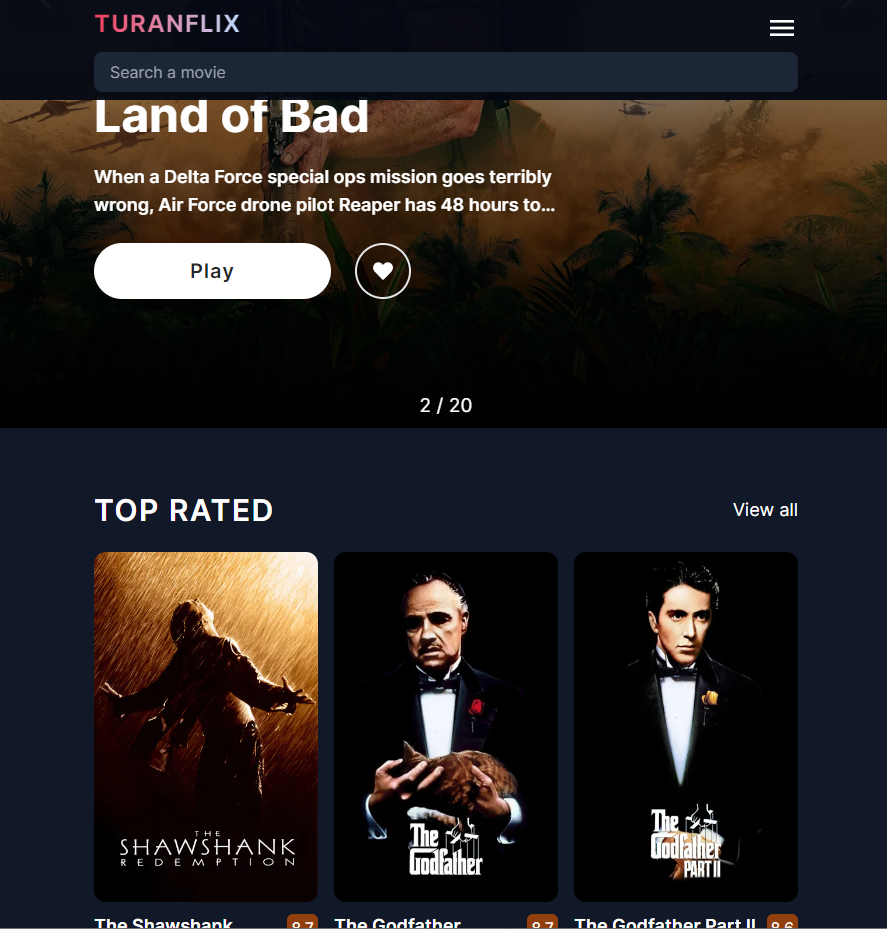 TURANFLIX
Search a movie
Land of Bad
When a Delta Force special ops mission goes terribly
wrong, Air Force drone pilot Reaper has 48 hours to...
Play
2 / 20
TOP RATED
View all
THE
SHAWSHANK
REDEMPTION
The
Godfather
The
Godfather
PART II
The Shawshank
8.7
The Godfather
8.7
The Godfather Part II
8.6